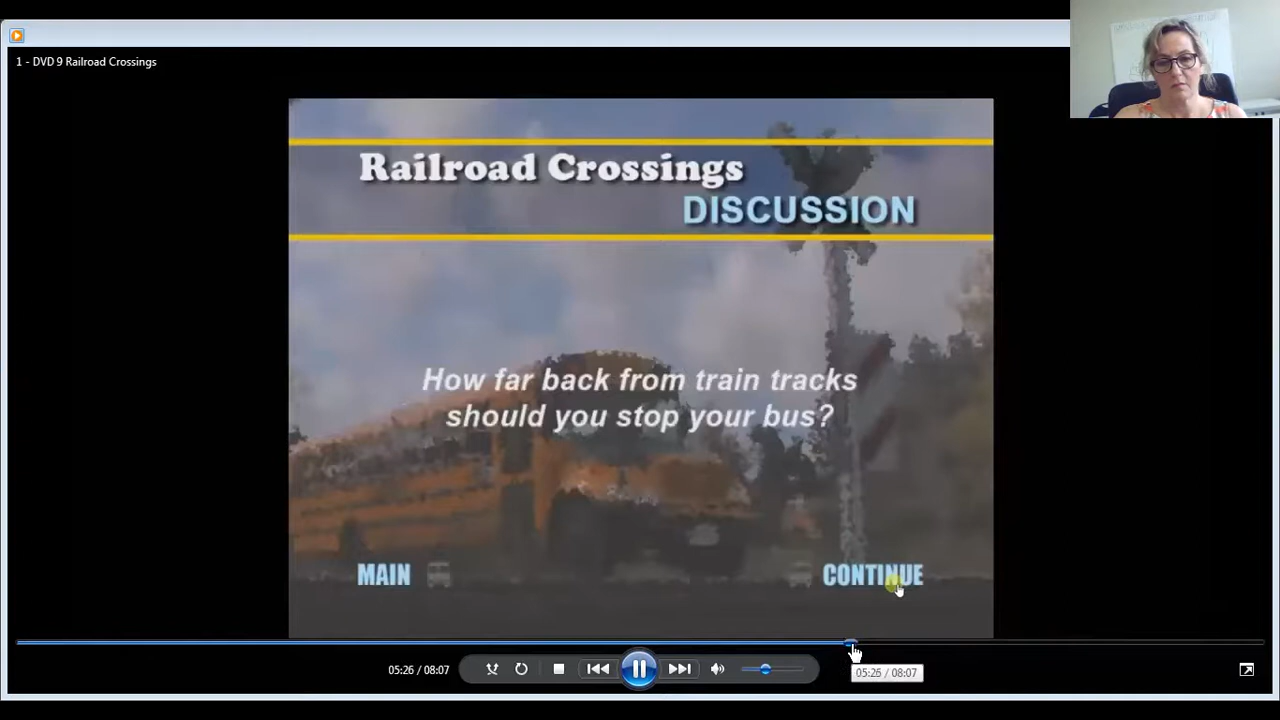 1 - DVD 9 Railroad Crossings
Railroad Crossings
DISCUSSION
How far back from train tracks
should you stop your bus?
MAIN
CONTINUE
05:26 / 08:07
05:26 / 08:07